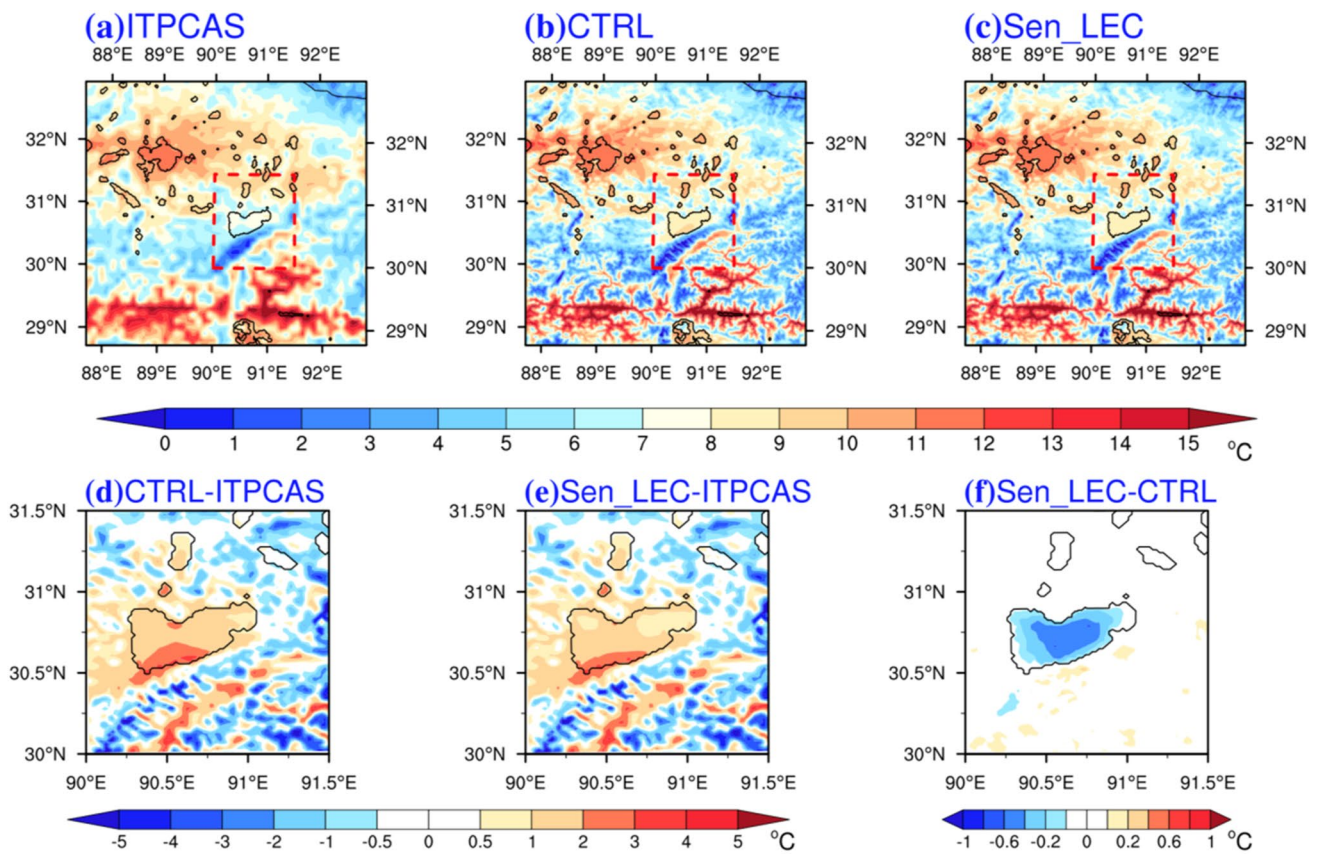 (a)ITPCAS (b)CTRL (c)Sen_LEC
88°E 89°E 90°E 91°E 92°E 88°E 89°E 90°E 91°E 92°E 88°E 89°E 90°E 91°E 92°E
32°N 32°N 32°N 32°N 32°N 32°N
31°N 31°N 31°N 31°N 31°N 31°N
30°N 30°N 30°N 30°N 30°N 30°N
29°N 29°N 29°N 29°N 29°N 29°N
88°E 89°E 90°E 91°E 92°E 88°E 89°E 90°E 91°E 92°E 88°E 89°E 90°E 91°E 92°E
0 1 2 3 4 5 6 7 8 9 10 11 12 13 14 15 °C
(d)CTRL-ITPCAS (e)Sen_LEC-ITPCAS (f)Sen_LEC-CTRL
31.5°N 31.5°N 31.5°N
31°N 31°N 31°N
30.5°N 30.5°N 30.5°N
30°N 30°N 30°N
90°E 90.5°E 91°E 91.5°E 90°E 90.5°E 91°E 91.5°E 90°E 90.5°E 91°E 91.5°E
-5 -4 -3 -2 -1 -0.5 0 0.5 1 2 3 4 5 °C -1 -0.6 -0.2 0 0.2 0.6 1 °C